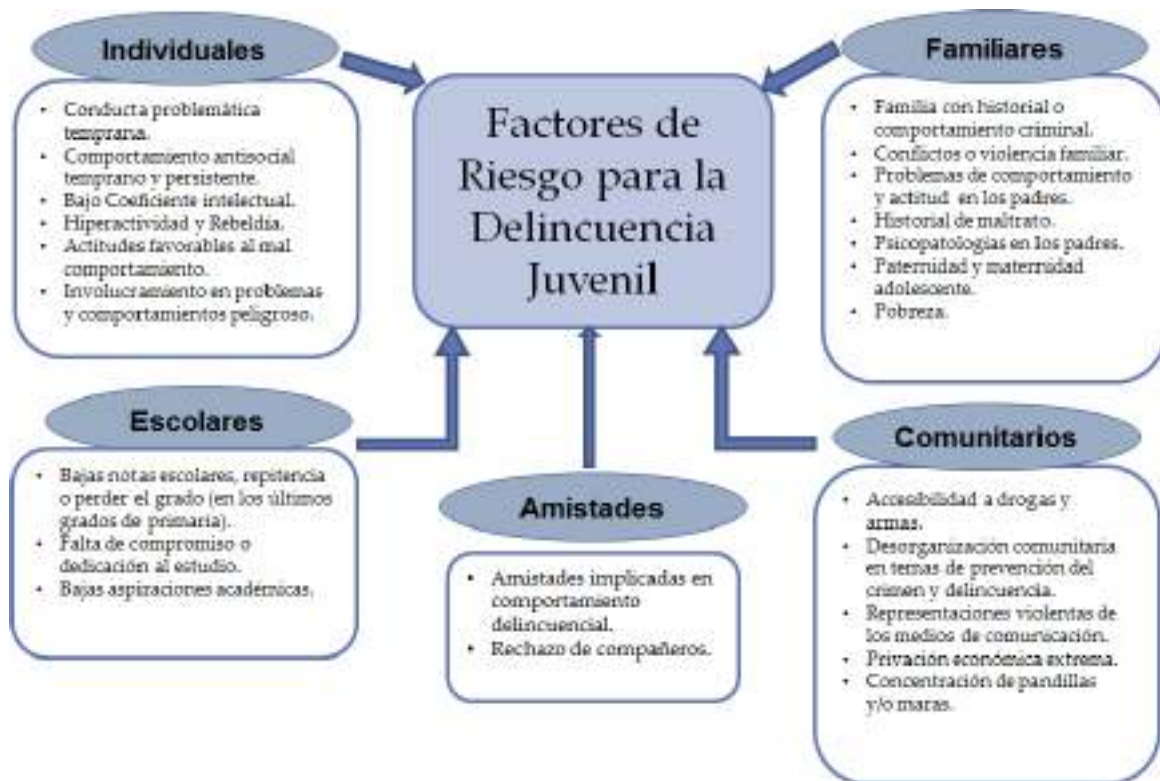 Individuales
• Conducta problemática
temprana.
• Comportamiento antisocial
temprano y persistente.
• Bajo Coeficiente intelectual.
• Hiperactividad y Rebeldía.
• Actitudes favorables al mal
comportamiento.
• Involucramiento en problemas
y comportamientos peligroso.
Factores de
Riesgo para la
Delincuencia
Juvenil
Familiares
• Familia con historial o
comportamiento criminal.
• Conflictos o violencia familiar.
• Problemas de comportamiento
y actitud en los padres.
• Historial de maltrato.
• Psicopatologías en los padres.
• Paternidad y maternidad
adolescente.
• Pobreza.
Escolares
• Bajas notas escolares, repitencia
o perder el grado (en los últimos
grados de primaria).
• Falta de compromiso o
dedicación al estudio.
• Bajas aspiraciones académicas.
Amistades
• Amistades implicadas en
comportamiento
delincuencial.
• Rechazo de compañeros.
Comunitarios
• Accesibilidad a drogas y
armas.
• Desorganización comunitaria
en temas de prevención del
crimen y delincuencia.
• Representaciones violentas de
los medios de comunicación.
• Privación económica extrema.
• Concentración de pandillas
y/o maras.